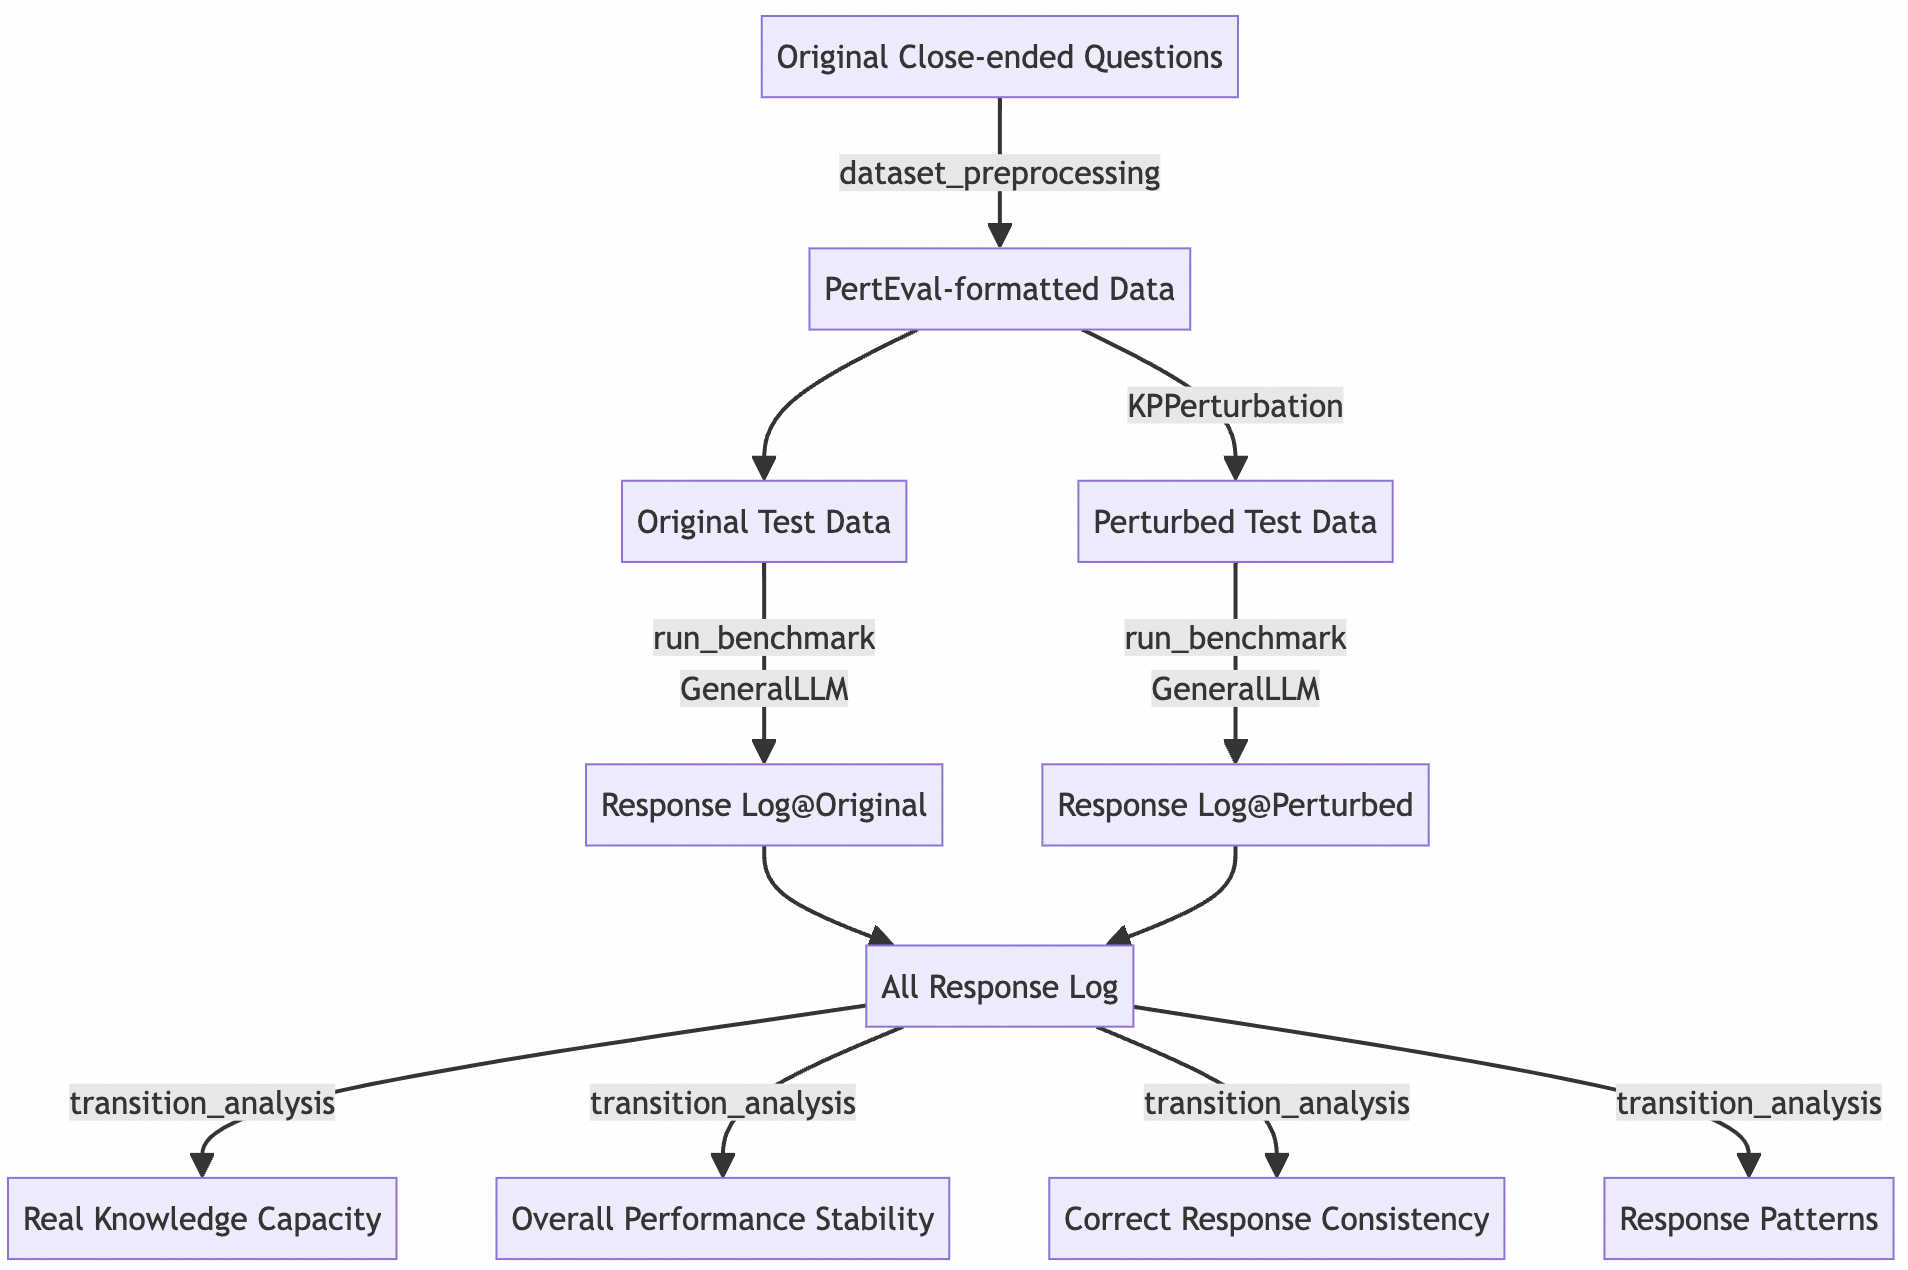 Original Close-ended Questions
dataset_preprocessing
PertEval-formatted Data
KPPerturbation
Original Test Data
Perturbed Test Data
run_benchmark
GeneralLLM
run_benchmark
GeneralLLM
Response Log@Original
Response Log@Perturbed
All Response Log
transition_analysis
transition_analysis
transition_analysis
transition_analysis
Real Knowledge Capacity
Overall Performance Stability
Correct Response Consistency
Response Patterns